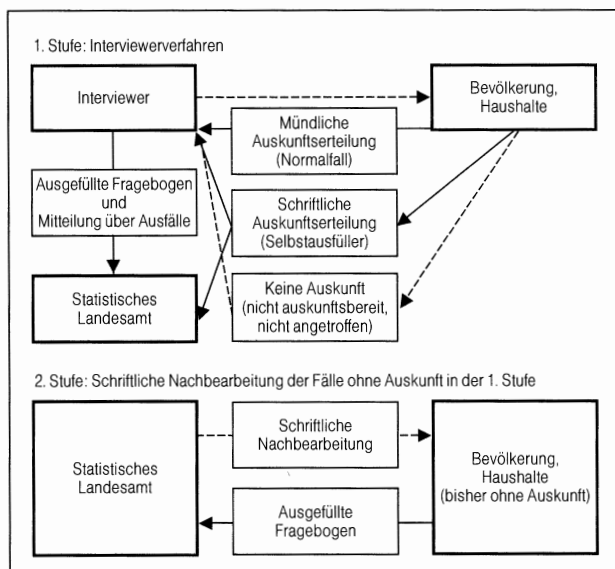 1. Stufe: Interviewerverfahren
Interviewer
Bevölkerung,
Haushalte
Mündliche
Auskunftserteilung
(Normalfall)
Ausgefüllte Fragebogen
und
Mitteilung über Ausfälle
Schriftliche
Auskunftserteilung
(Selbstausfüller)
Statistisches
Landesamt
Keine Auskunft
(nicht auskunftsbereit,
nicht angetroffen)
2. Stufe: Schriftliche Nachbearbeitung der Fälle ohne Auskunft in der 1. Stufe
Statistisches
Landesamt
Schriftliche
Nachbearbeitung
Bevölkerung,
Haushalte
(bisher ohne Auskunft)
Ausgefüllte
Fragebogen